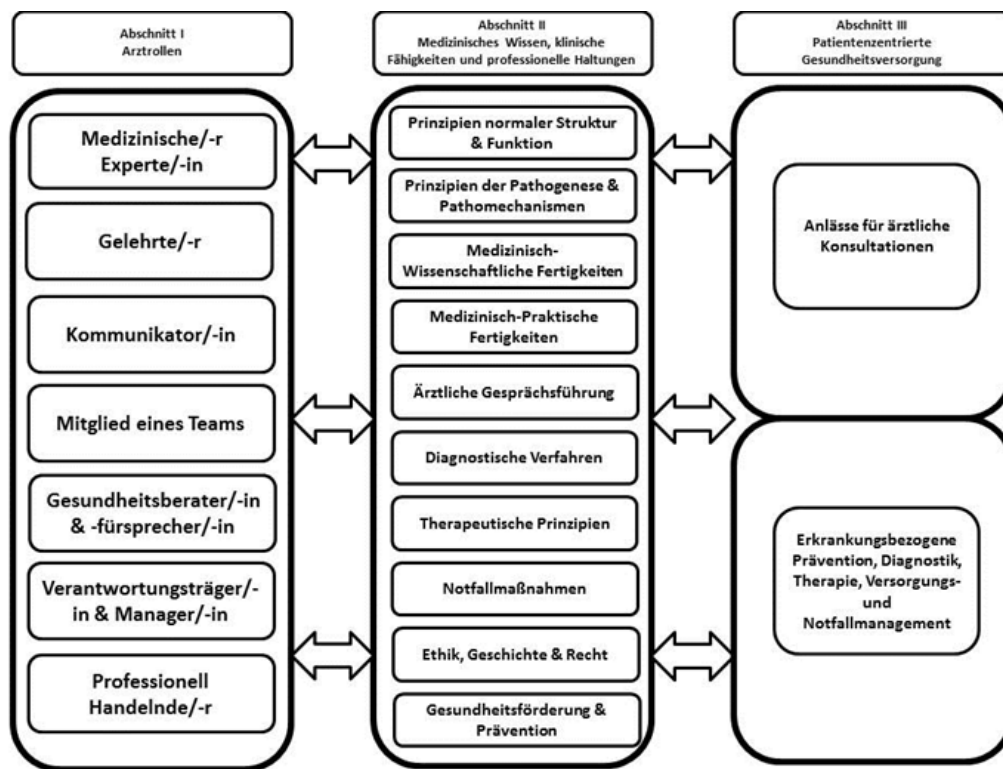 Abschnitt I
Arztrollen
Medizinische/-r
Experte/-in
Gelehrte/-r
Kommunikator/-in
Mitglied eines Teams
Gesundheitsberater/-in
& -fürsprecher/-in
Verantwortungsträger/-
in & Manager/-in
Professionell
Handelnde/-r
Abschnitt II
Medizinisches Wissen, klinische
Fähigkeiten und professionelle Haltungen
Prinzipien normaler Struktur
& Funktion
Prinzipien der Pathogenese &
Pathomechanismen
Medizinisch-
Wissenschaftliche Fertigkeiten
Medizinisch-Praktische
Fertigkeiten
Ärztliche Gesprächsführung
Diagnostische Verfahren
Therapeutische Prinzipien
Notfallmaßnahmen
Ethik, Geschichte & Recht
Gesundheitsförderung &
Prävention
Abschnitt III
Patientenzentrierte
Gesundheitsversorgung
Anlässe für ärztliche
Konsultationen
Erkrankungsbezogene
Prävention, Diagnostik,
Therapie, Versorgungs-
und
Notfallmanagement